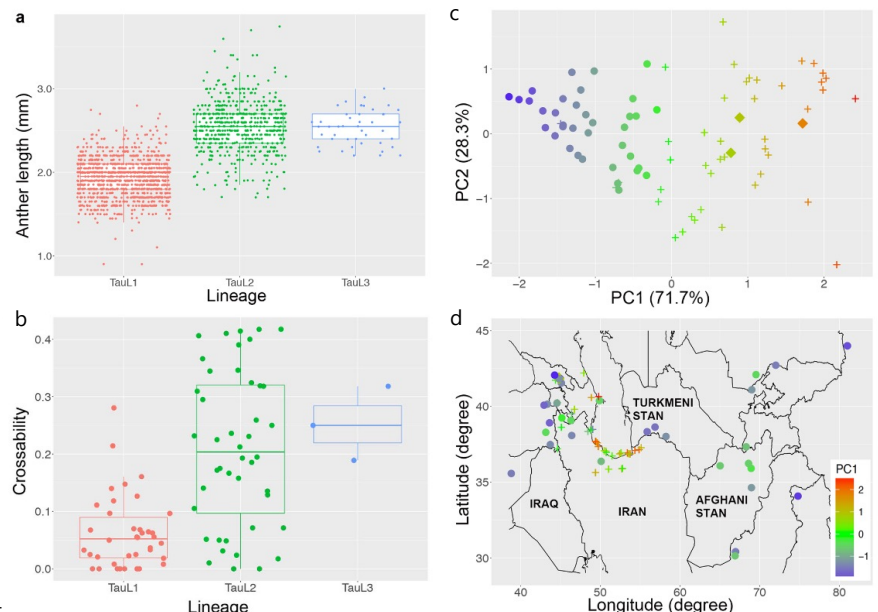 a
Anther length (mm)
3.0
2.0
1.0
TauL1 TauL2 TauL3
Lineage
b
Crossability
0.4
0.3
0.2
0.1
0.0
TauL1 TauL2 TauL3
Lineage
c
PC2 (28.3%)
1
0
−1
−2
−2 −1 0 1 2
PC1 (71.7%)
d
Latitude (degree)
45
40
35
30
TURKMENI
STAN
IRAQ
IRAN
AFGHANI
STAN
PC1
2
1
0
−1
40 50 60 70 80
Longitude (degree)